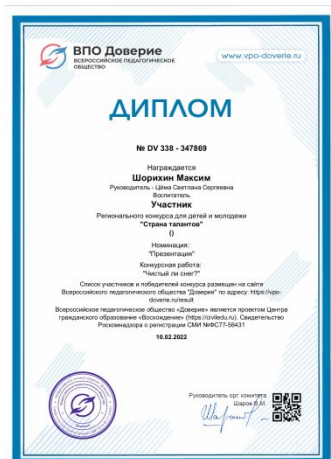 ВПО Доверие
ВСЕРОССИЙСКОЕ ПЕДАГОГИЧЕСКОЕ
ОБЩЕСТВО
www.vpo-doverie.ru
ДИПЛОМ
№ DV 338 - 347869
Награждается
Шорихин Максим
Руководитель - Цёма Светлана Сергеевна
Воспитатель
Участник
Регионального конкурса для детей и молодежи
"Страна талантов"
()
Номинация:
"Презентация"
Конкурсная работа:
"Чистый ли снег?"
Список участников и победителей конкурса размещен на сайте
Всероссийского педагогического общества "Доверие" по адресу: https://vpo-
doverie.ru/result
Всероссийское педагогическое общество «Доверие» является проектом Центра
гражданского образование «Восхождение» (https://civiledu.ru). Свидетельство
Роскомнадзора о регистрации СМИ №ФС77-56431
10.02.2022
Руководитель орг. комитета
Шаров В.М.